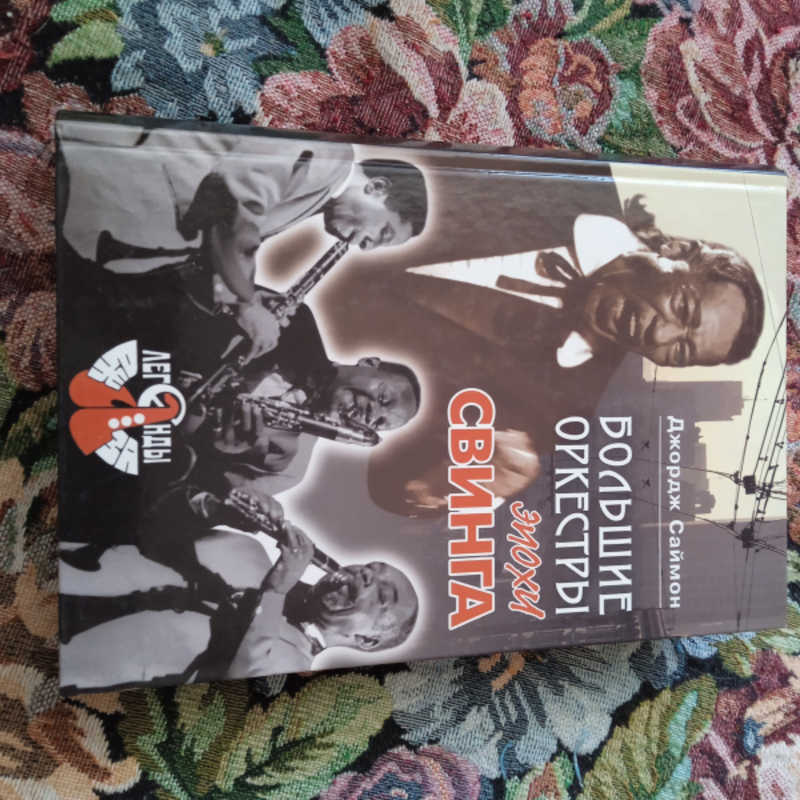 Джордж Саймон
БОЛЬШИЕ
ОРКЕСТРЫ
эпохи
СВИНГА
ЛЕГЕНДЫ